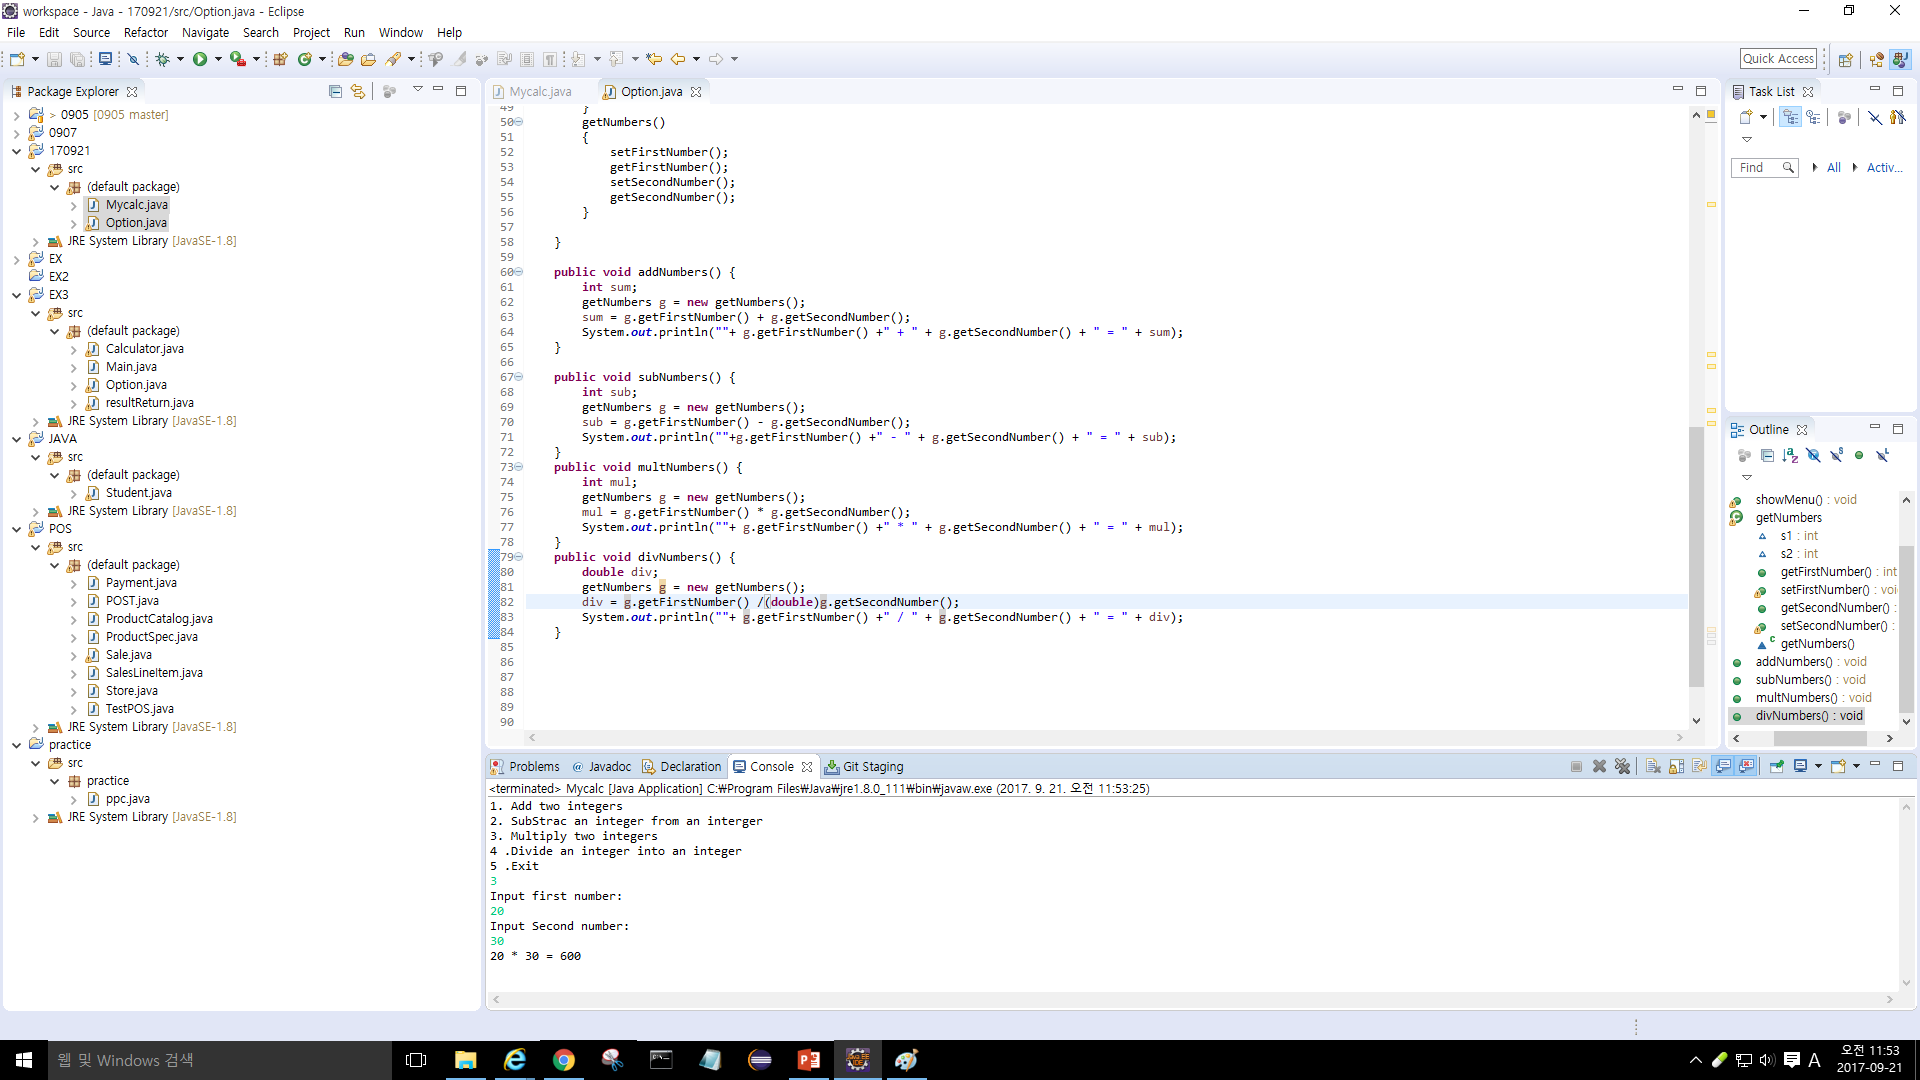 workspace - Java - 170921/src/Option.java - Eclipse
File Edit Source Refactor Navigate Search Project Run Window Help
Quick Access
Package Explorer
> 0905 [0905 master]
0907
170921
src
(default package)
Mycalc.java
Option.java
JRE System Library [JavaSE-1.8]
EX
EX2
EX3
src
(default package)
Calculator.java
Main.java
Option.java
resultReturn.java
JRE System Library [JavaSE-1.8]
JAVA
src
(default package)
Student.java
JRE System Library [JavaSE-1.8]
POS
src
(default package)
Payment.java
POST.java
ProductCatalog.java
ProductSpec.java
Sale.java
SalesLineItem.java
Store.java
TestPOS.java
JRE System Library [JavaSE-1.8]
practice
src
practice
ppc.java
JRE System Library [JavaSE-1.8]
Mycalc.java Option.java
49 }
50 getNumbers()
51 {
52 setFirstNumber();
53 getFirstNumber();
54 setSecondNumber();
55 getSecondNumber();
56 }
57
58 }
59
60 public void addNumbers() {
61 int sum;
62 getNumbers g = new getNumbers();
63 sum = g.getFirstNumber() + g.getSecondNumber();
64 System.out.println(""+ g.getFirstNumber() +" + " + g.getSecondNumber() + " = " + sum);
65 }
66
67 public void subNumbers() {
68 int sub;
69 getNumbers g = new getNumbers();
70 sub = g.getFirstNumber() - g.getSecondNumber();
71 System.out.println(""+g.getFirstNumber() +" - " + g.getSecondNumber() + " = " + sub);
72 }
73 public void multNumbers() {
74 int mul;
75 getNumbers g = new getNumbers();
76 mul = g.getFirstNumber() * g.getSecondNumber();
77 System.out.println(""+ g.getFirstNumber() +" * " + g.getSecondNumber() + " = " + mul);
78 }
79 public void divNumbers() {
80 double div;
81 getNumbers g = new getNumbers();
82 div = g.getFirstNumber() /(double)g.getSecondNumber();
83 System.out.println(""+ g.getFirstNumber() +" / " + g.getSecondNumber() + " = " + div);
84 }
85
86
87
88
89
90
Task List
Find All Activ...
Outline
showMenu() : void
getNumbers
s1 : int
s2 : int
getFirstNumber() : int
setFirstNumber() : voi
getSecondNumber() :
setSecondNumber() :
getNumbers()
addNumbers() : void
subNumbers() : void
multNumbers() : void
divNumbers() : void
Problems @ Javadoc Declaration Console Git Staging
<terminated> Mycalc [Java Application] C:₩Program Files₩Java₩jre1.8.0_111₩bin₩javaw.exe (2017. 9. 21. 오전 11:53:25)
1. Add two integers
2. SubStrac an integer from an interger
3. Multiply two integers
4 .Divide an integer into an integer
5 .Exit
3
Input first number:
20
Input Second number:
30
20 * 30 = 600
웹 및 Windows 검색
A
오전 11:53
2017-09-21